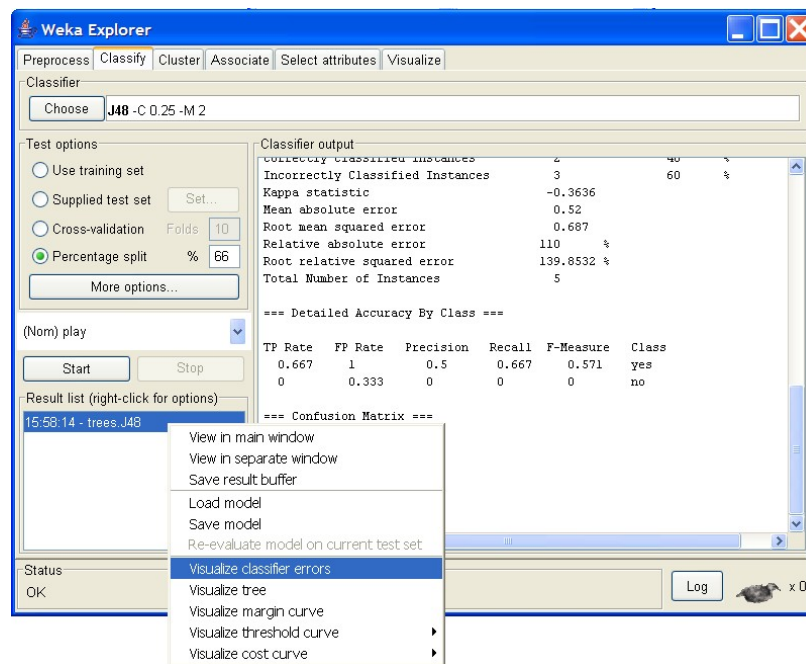 Weka Explorer
Preprocess Classify Cluster Associate Select attributes Visualize
Classifier
Choose J48 -C 0.25 -M 2
Test options
Use training set
Supplied test set Set...
Cross-validation Folds 10
Percentage split % 66
More options...
(Nom) play
Start Stop
Result list (right-click for options)
15:58:14 - trees.J48
Classifier output
Correctly Classified Instances 2 40 %
Incorrectly Classified Instances 3 60 %
Kappa statistic -0.3636
Mean absolute error 0.52
Root mean squared error 0.687
Relative absolute error 110 %
Root relative squared error 139.8532 %
Total Number of Instances 5
=== Detailed Accuracy By Class ===
TP Rate FP Rate Precision Recall F-Measure Class
0.667 1 0.5 0.667 0.571 yes
0 0.333 0 0 0 no
=== Confusion Matrix ===
View in main window
View in separate window
Save result buffer
Load model
Save model
Re-evaluate model on current test set
Visualize classifier errors
Visualize tree
Visualize margin curve
Visualize threshold curve
Visualize cost curve
Status
OK
Log
x 0